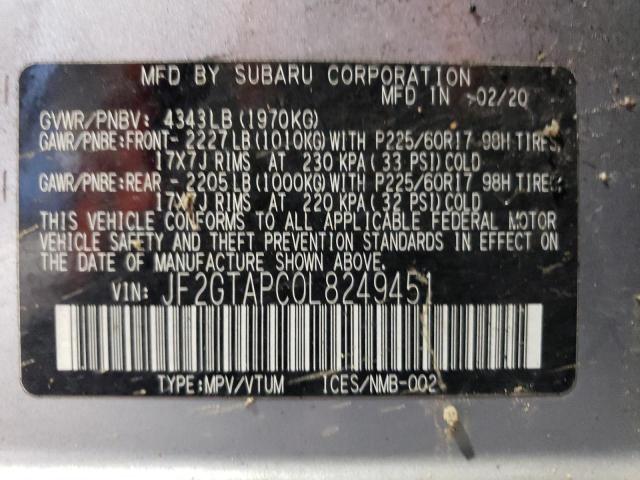 MFD BY SUBARU CORPORATION
MFD IN 02/20
GVWR/PNBV: 4343LB(1970KG)
GAWR/PNBE:FRONT- 2227LB(1010KG)WITH P225/60R17 98H TIRES
17X7J RIMS AT 230 KPA(33 PSI)COLD
GAWR/PNBE:REAR - 2205LB(1000KG)WITH P225/60R17 98H TIRES
17X7J RIMS AT 220 KPA(32 PSI)COLD
THIS VEHICLE CONFORMS TO ALL APPLICABLE FEDERAL MOTOR
VEHICLE SAFETY AND THEFT PREVENTION STANDARDS IN EFFECT ON
THE DATE OF MANUFACTURE SHOWN ABOVE.
VIN: JF2GTAPC0L8249451
TYPE:MPV/VTUM ICES/NMB-002